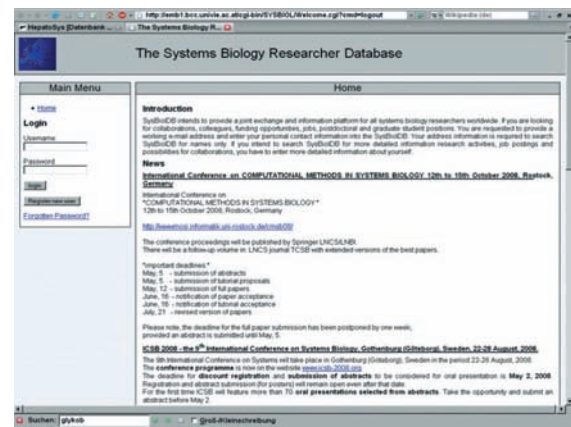 http://emb1.bcc.univie.ac.at/cgi-bin/SYSBIOL/Welcome.cgi?cmd=logout
Wikipedia (de)
HepatoSys [Datenbank ...
The Systems Biology R...
The Systems Biology Researcher Database
Main Menu
Home
Login
Username
Password
login
Register new user
Forgotten Password?
Home
Introduction
SysBiolDB intends to provide a joint exchange and information platform for all systems biology researchers worldwide. If you are looking
for collaborations, colleagues, funding opportunities, jobs, postdoctoral and graduate student positions. You are requested to provide a
working e-mail address and enter your personal contact information into the SysBiolDB. Your address information is required to search
SysBiolDB for names only. If you intend to search SysBiolDB for more detailed information research activities, job postings and
possibilities for collaborations, you have to enter more detailed information about yourself.
News
International Conference on COMPUTATIONAL METHODS IN SYSTEMS BIOLOGY 12th to 15th October 2008, Rostock,
Germany
International Conference on
"COMPUTATIONAL METHODS IN SYSTEMS BIOLOGY"
12th to 15th October 2008, Rostock, Germany
The conference proceedings will be published by Springer LNCS/LNBI.
There will be a follow-up volume in LNCS journal TCSB with extended versions of the best papers.
*Important deadlines:*
May, 5 - submission of abstracts
May, 5 - submission of tutorial proposals
May, 12 - submission of full papers
June, 16 - notification of paper acceptance
June, 16 - notification of tutorial acceptance
July, 21 - revised version of papers
Please note, the deadline for the full paper submission has been postponed by one week,
provided an abstract is submitted until May, 5.
ICSB 2008 - the 9th International Conference on Systems Biology, Gothenburg (Göteborg), Sweden, 22-28 August, 2008.
The 9th International Conference on Systems will take place in Gothenburg (Göteborg), Sweden in the period 22-28 August, 2008.
The conference programme is now on the website www.icsb-2008.org
The deadline for discount registration and submission of abstracts to be considered for oral presentation is May 2, 2008.
Registration and abstract submission (for posters) will remain open even after that date.
For the first time ICSB will feature more than 70 oral presentations selected from abstracts. Take the opportunity and submit an
abstract before May 2.
Suchen: glykob
Groß-/Kleinschreibung